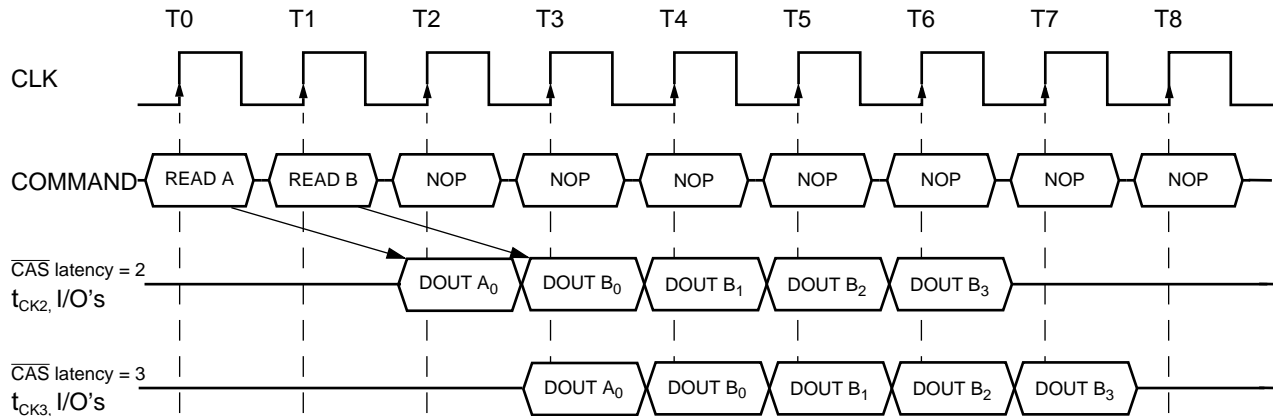 T0 T1 T2 T3 T4 T5 T6 T7 T8
CLK
COMMAND READ A READ B NOP NOP NOP NOP NOP NOP NOP
CAS latency = 2
tCK2, I/O's DOUT A0 DOUT B0 DOUT B1 DOUT B2 DOUT B3
CAS latency = 3
tCK3, I/O's DOUT A0 DOUT B0 DOUT B1 DOUT B2 DOUT B3